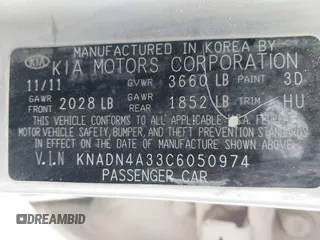 MANUFACTURED IN KOREA BY
KIA KIA MOTORS CORPORATION
11/11 GVWR 3660 LB PAINT 3D
GAWR FRONT 2028 LB GAWR REAR 1852 LB TRIM HU
THIS VEHICLE CONFORMS TO ALL APPLICABLE U.S.A. FEDERAL
MOTOR VEHICLE SAFETY, BUMPER, AND THEFT PREVENTION
STANDARDS IN EFFECT ON THE DATE OF MANUFACTURE
SHOWN ABOVE.
V.I.N KNADN4A33C6050974
PASSENGER CAR
DREAMBID